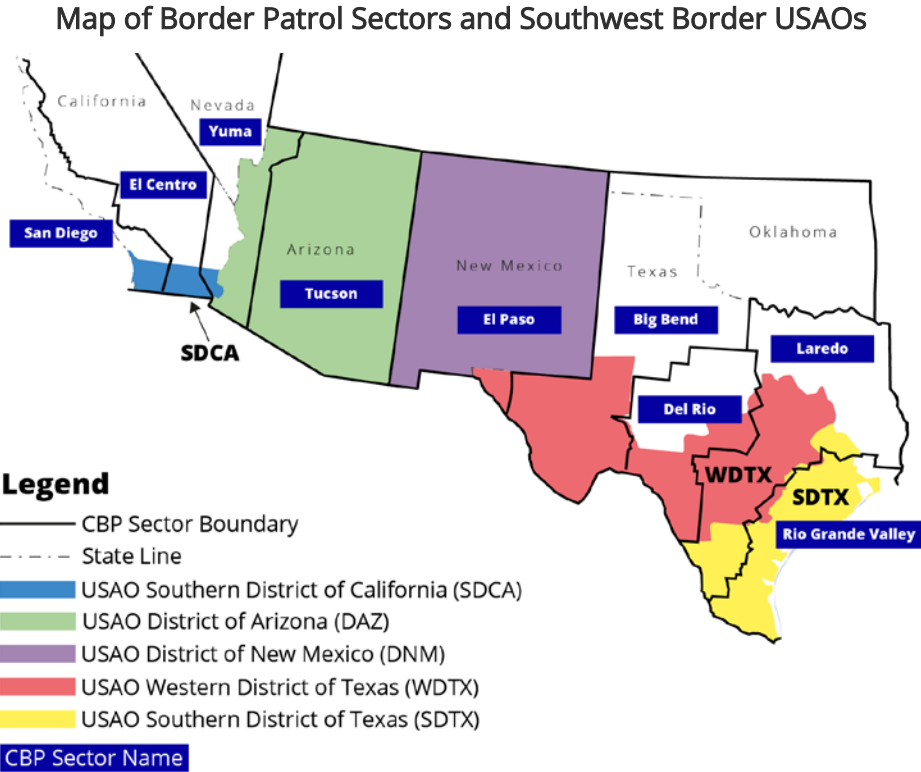 Map of Border Patrol Sectors and Southwest Border USAOs
California
Nevada
Yuma
El Centro
San Diego
Arizona
Oklahoma
New Mexico
Texas
Tucson
El Paso
Big Bend
SDCA
Laredo
Del Rio
WDTX
SDTX
Rio Grande Valley
Legend
CBP Sector Boundary
State Line
USAO Southern District of California (SDCA)
USAO District of Arizona (DAZ)
USAO District of New Mexico (DNM)
USAO Western District of Texas (WDTX)
USAO Southern District of Texas (SDTX)
CBP Sector Name